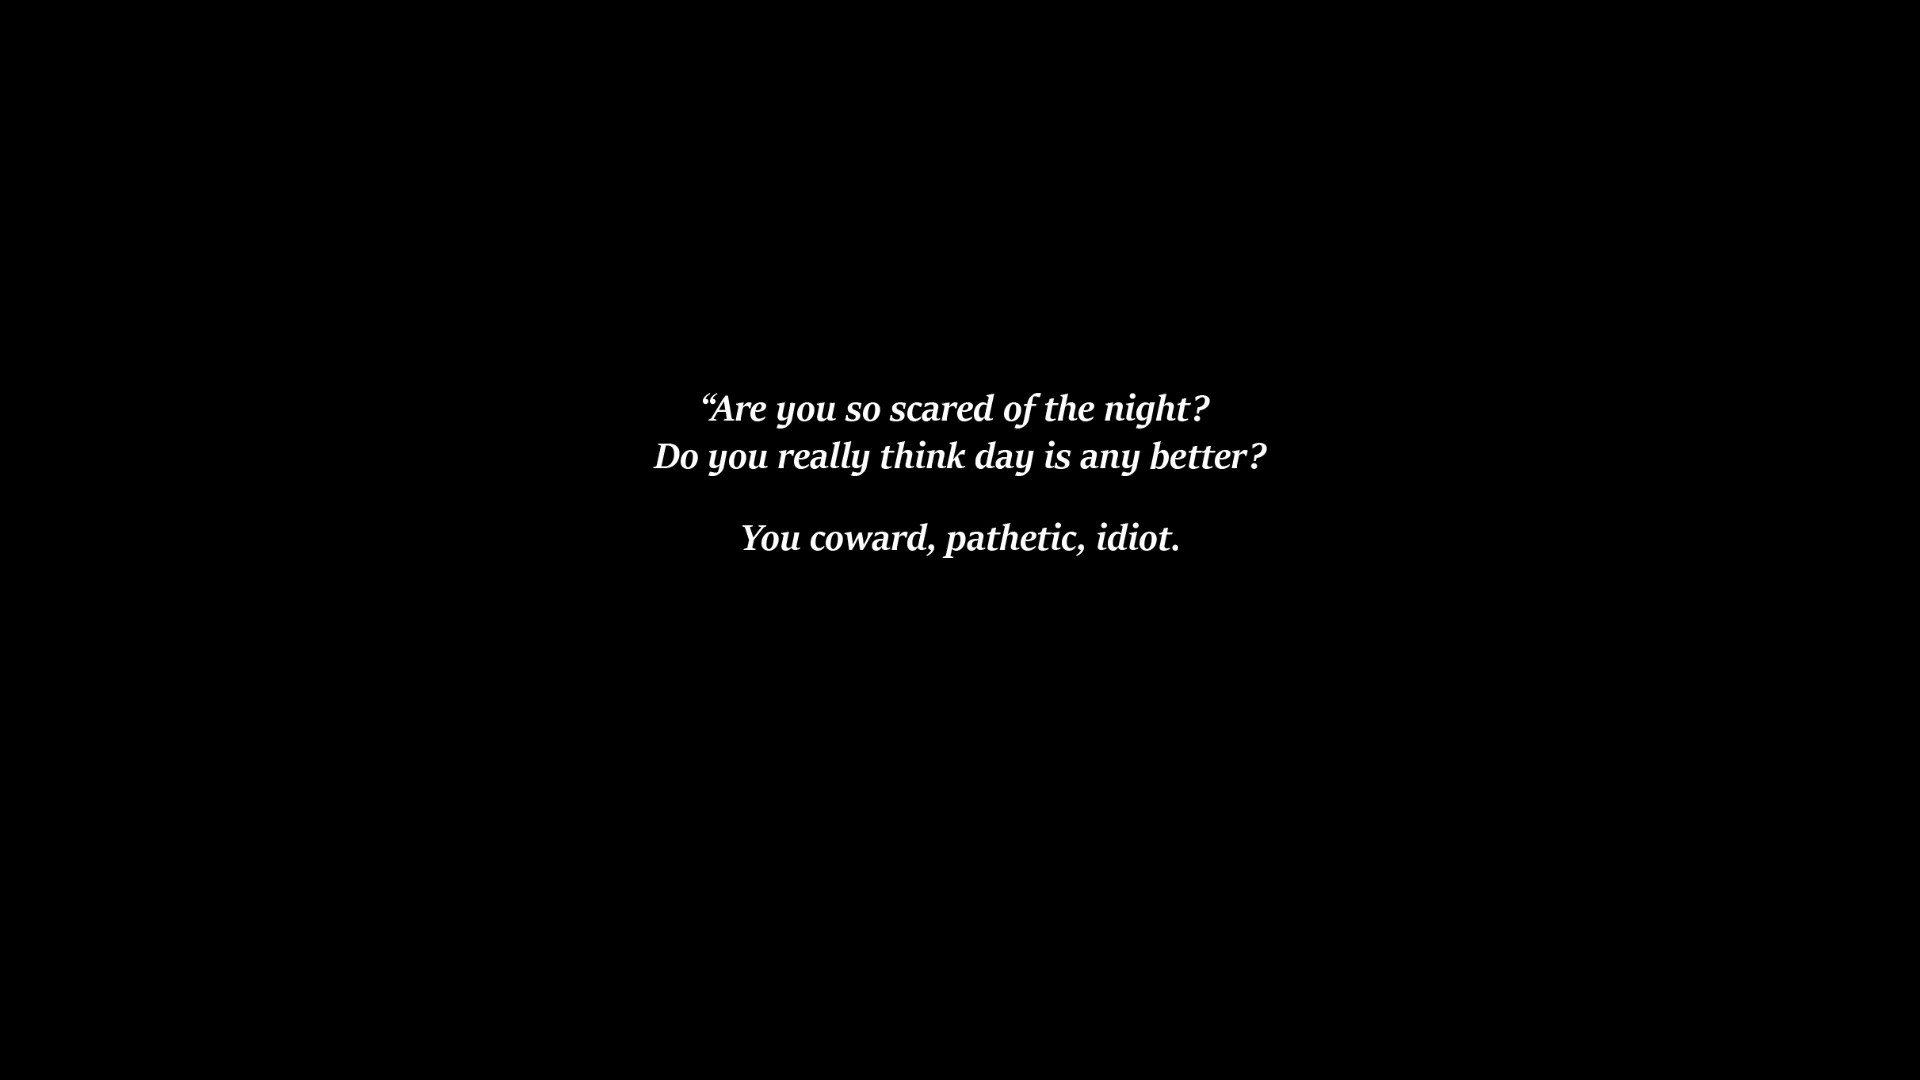 “Are you so scared of the night?
Do you really think day is any better?
You coward, pathetic, idiot.